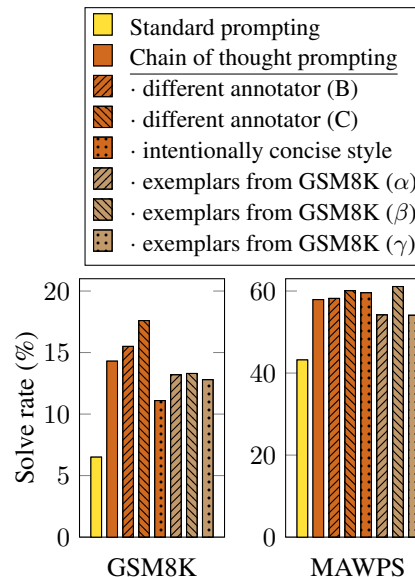 Standard prompting
Chain of thought prompting
· different annotator (B)
· different annotator (C)
· intentionally concise style
· exemplars from GSM8K (α)
· exemplars from GSM8K (β)
· exemplars from GSM8K (γ)
Solve rate (%)
20
15
10
5
0
GSM8K
60
40
20
0
MAWPS